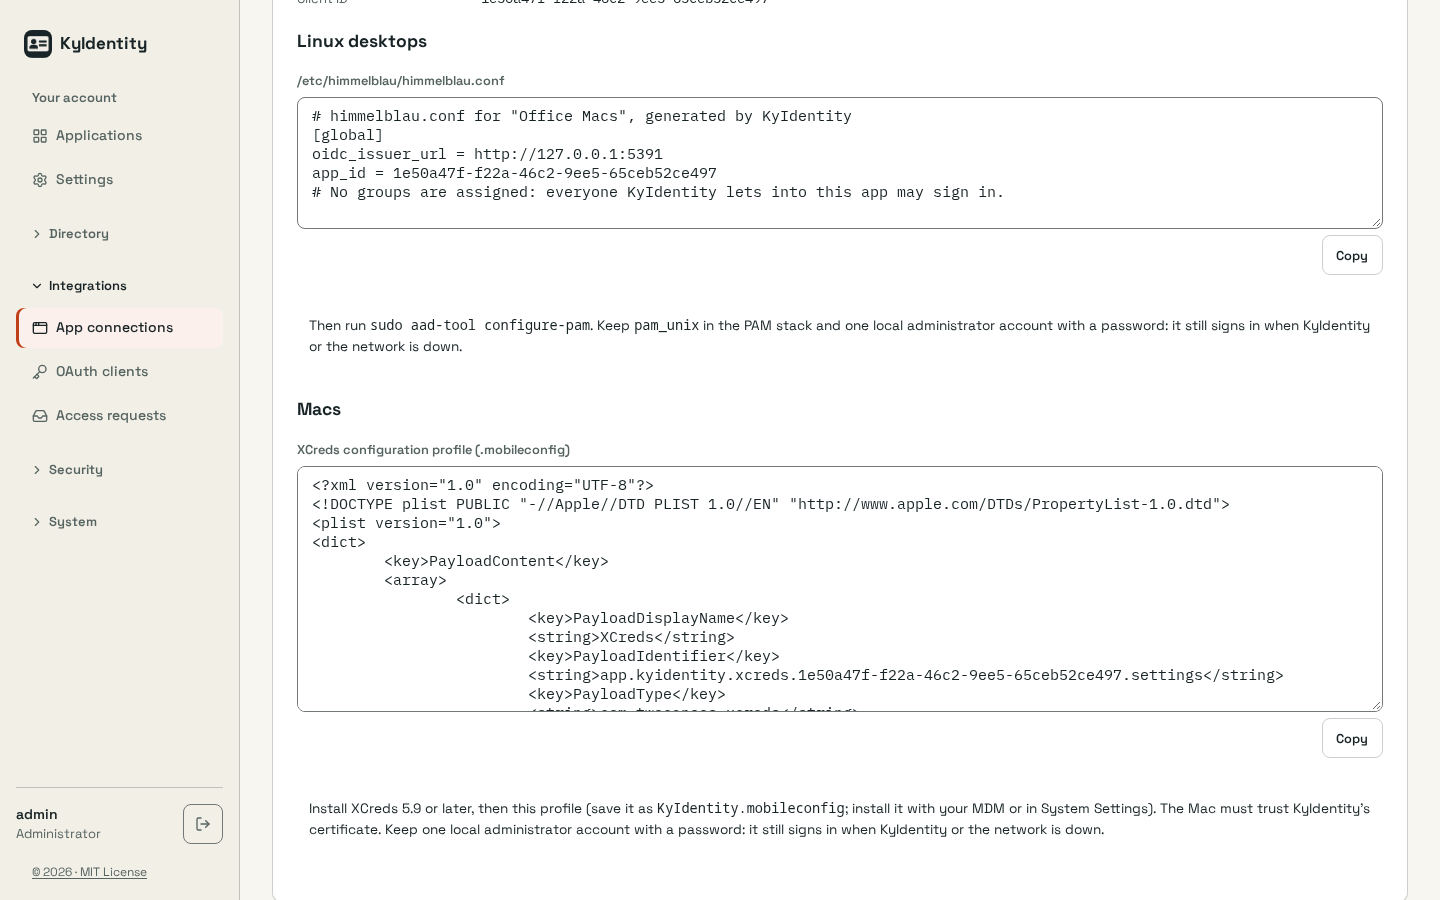 KyIdentity
Your account
Applications
Settings
Directory
Integrations
App connections
OAuth clients
Access requests
Security
System
admin
Administrator
© 2026 · MIT License
Linux desktops
/etc/himmelblau/himmelblau.conf
# himmelblau.conf for "Office Macs", generated by KyIdentity
[global]
oidc_issuer_url = http://127.0.0.1:5391
app_id = 1e50a47f-f22a-46c2-9ee5-65ceb52ce497
# No groups are assigned: everyone KyIdentity lets into this app may sign in.
Copy
Then run sudo aad-tool configure-pam. Keep pam_unix in the PAM stack and one local administrator account with a password: it still signs in when KyIdentity
or the network is down.
Macs
XCreds configuration profile (.mobileconfig)
<?xml version="1.0" encoding="UTF-8"?>
<!DOCTYPE plist PUBLIC "-//Apple//DTD PLIST 1.0//EN" "http://www.apple.com/DTDs/PropertyList-1.0.dtd">
<plist version="1.0">
<dict>
<key>PayloadContent</key>
<array>
<dict>
<key>PayloadDisplayName</key>
<string>XCreds</string>
<key>PayloadIdentifier</key>
<string>app.kyidentity.xcreds.1e50a47f-f22a-46c2-9ee5-65ceb52ce497.settings</string>
<key>PayloadType</key>
Copy
Install XCreds 5.9 or later, then this profile (save it as KyIdentity.mobileconfig; install it with your MDM or in System Settings). The Mac must trust KyIdentity's
certificate. Keep one local administrator account with a password: it still signs in when KyIdentity or the network is down.